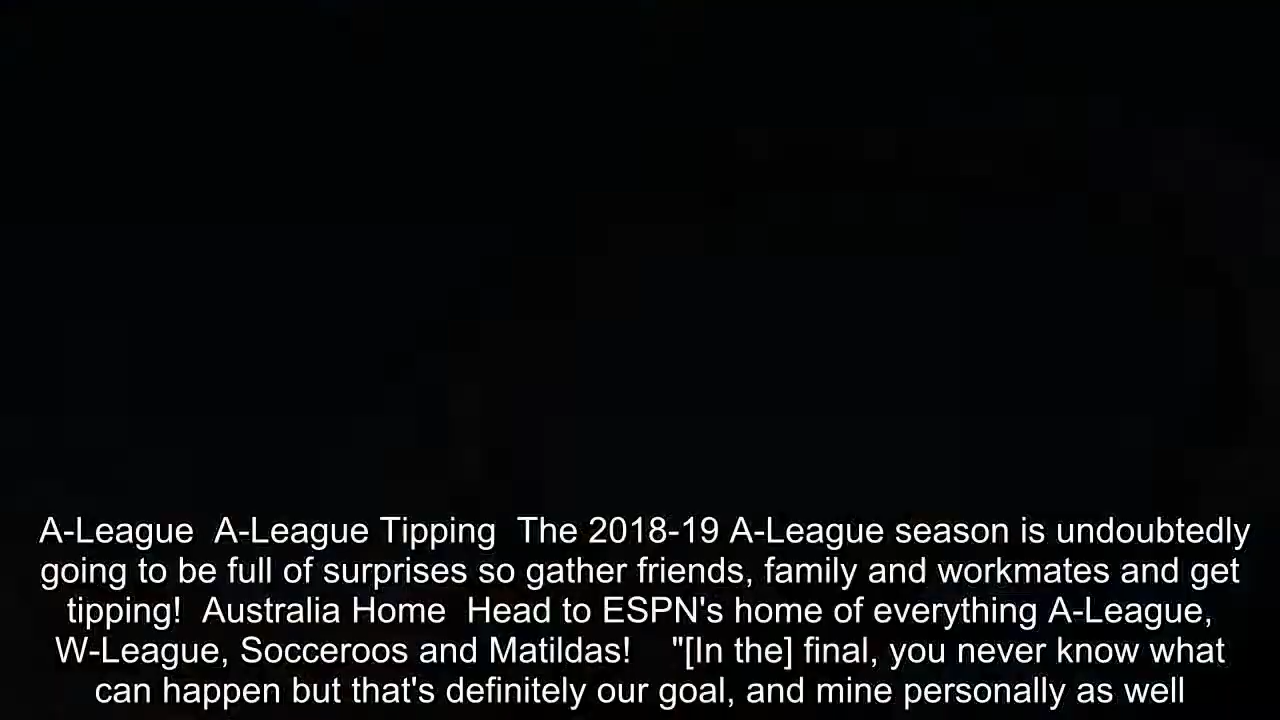 A-League  A-League Tipping  The 2018-19 A-League season is undoubtedly
going to be full of surprises so gather friends, family and workmates and get
tipping!  Australia Home  Head to ESPN's home of everything A-League,
W-League, Socceroos and Matildas!    "[In the] final, you never know what
can happen but that's definitely our goal, and mine personally as well